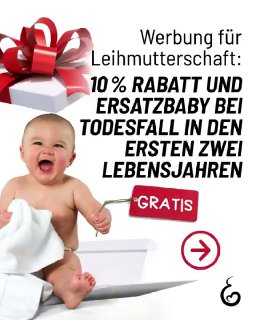 Werbung für
Leihmutterschaft:
10 % RABATT UND
ERSATZBABY BEI
TODESFALL IN DEN
ERSTEN ZWEI
LEBENSJAHREN
GRATIS